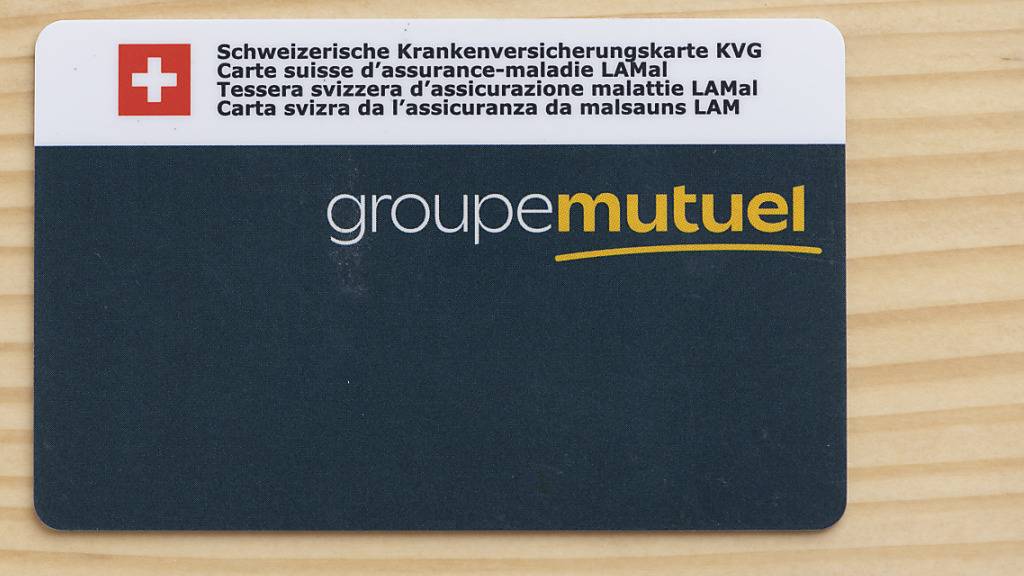 Schweizerische Krankenversicherungskarte KVG
Carte suisse d'assurance-maladie LAMal
Tessera svizzera d'assicurazione malattie LAMal
Carta svizra da l'assicuranza da malsauns LAM
groupemutuel